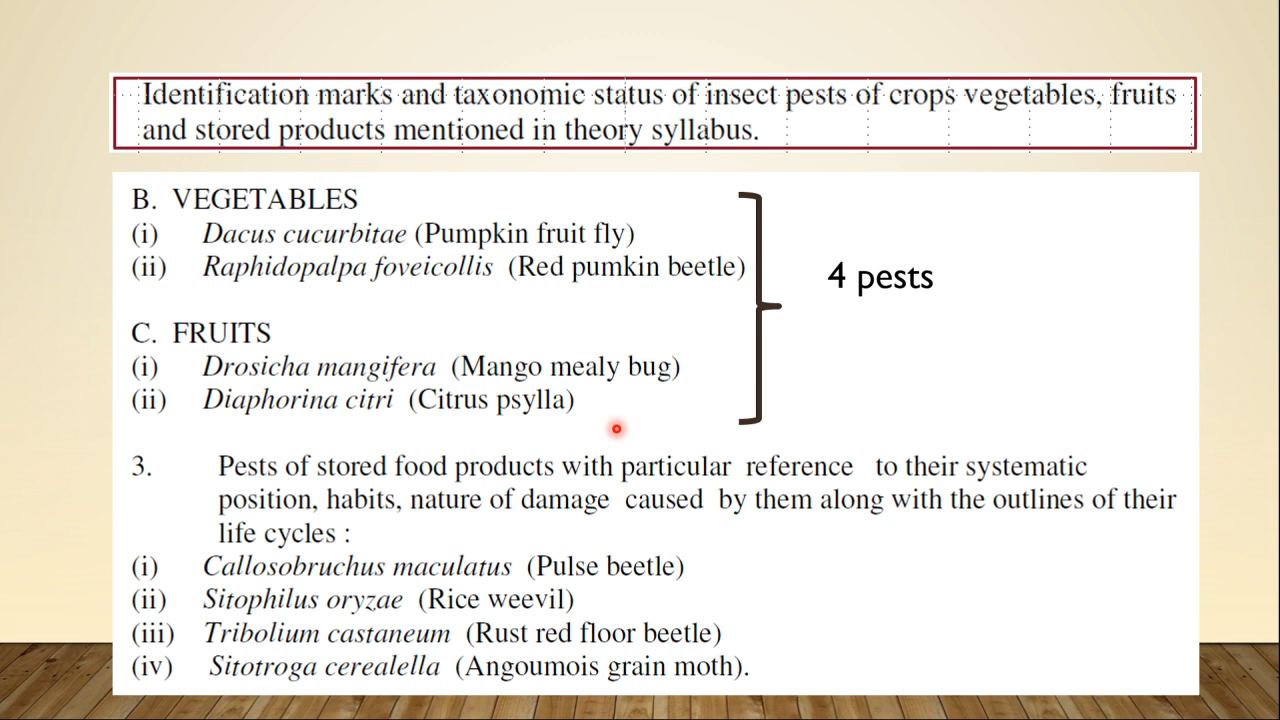 Identification marks and taxonomic status of insect pests of crops vegetables, fruits
and stored products mentioned in theory syllabus.
B. VEGETABLES
(i) Dacus cucurbitae (Pumpkin fruit fly)
(ii) Raphidopalpa foveicollis (Red pumkin beetle)
4 pests
C. FRUITS
(i) Drosicha mangifera (Mango mealy bug)
(ii) Diaphorina citri (Citrus psylla)
3. Pests of stored food products with particular reference to their systematic
position, habits, nature of damage caused by them along with the outlines of their
life cycles :
(i) Callosobruchus maculatus (Pulse beetle)
(ii) Sitophilus oryzae (Rice weevil)
(iii) Tribolium castaneum (Rust red floor beetle)
(iv) Sitotroga cerealella (Angoumois grain moth).